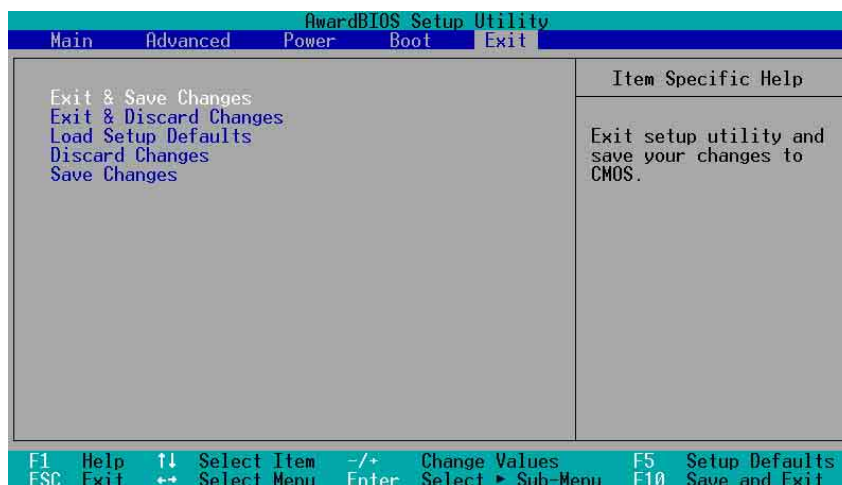 AwardBIOS Setup Utility
Main Advanced Power Boot Exit
Exit & Save Changes
Exit & Discard Changes
Load Setup Defaults
Discard Changes
Save Changes
Item Specific Help
Exit setup utility and
save your changes to
CMOS.
F1 Help ↑↓ Select Item -/+ Change Values F5 Setup Defaults
ESC Exit ←→ Select Menu Enter Select ► Sub-Menu F10 Save and Exit